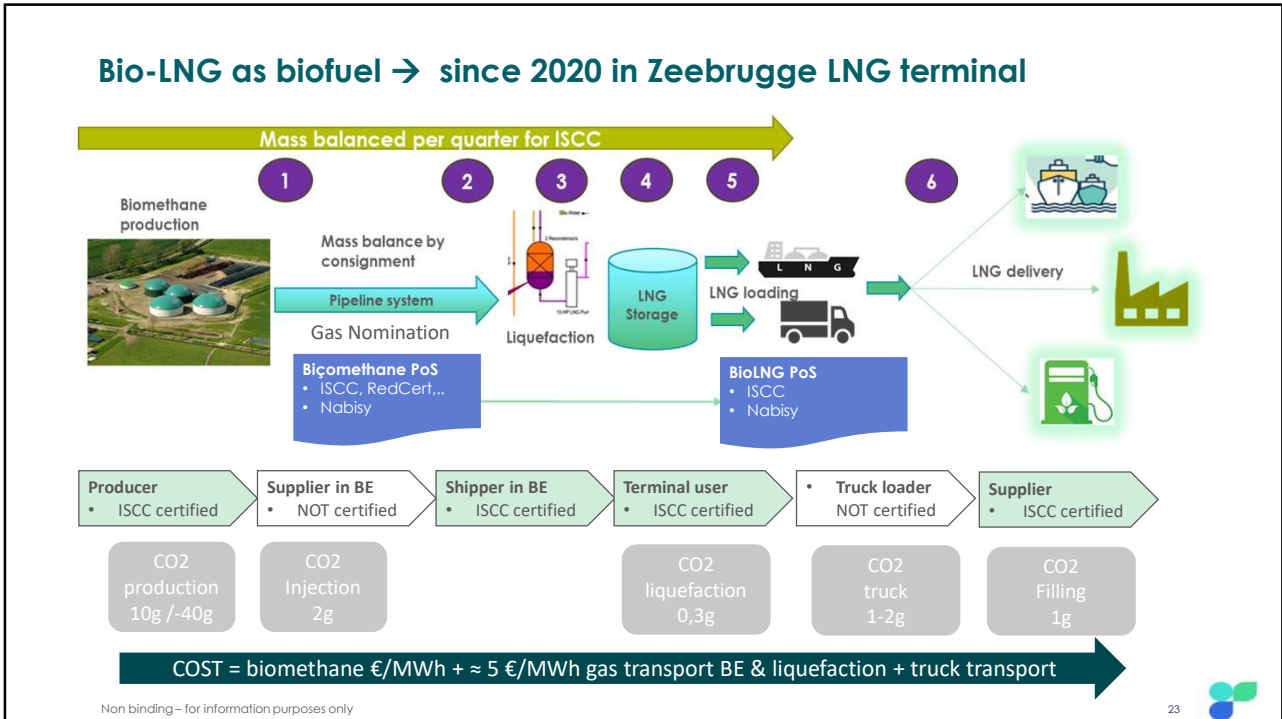 Bio-LNG as biofuel → since 2020 in Zeebrugge LNG terminal
Mass balanced per quarter for ISCC
1
2
3
4
5
6
Biomethane
production
Mass balance by
consignment
Pipeline system
Gas Nomination
2 Recondensors
Liquefaction
LNG
Storage
LNG loading
L N G
LNG delivery
Biçomethane PoS
• ISCC, RedCert,..
• Nabisy
BioLNG PoS
• ISCC
• Nabisy
Producer
• ISCC certified
Supplier in BE
• NOT certified
Shipper in BE
• ISCC certified
Terminal user
• ISCC certified
• Truck loader
NOT certified
Supplier
• ISCC certified
CO2
production
10g /-40g
CO2
Injection
2g
CO2
liquefaction
0,3g
CO2
truck
1-2g
CO2
Filling
1g
COST = biomethane €/MWh + ≈ 5 €/MWh gas transport BE & liquefaction + truck transport
Non binding – for information purposes only
23